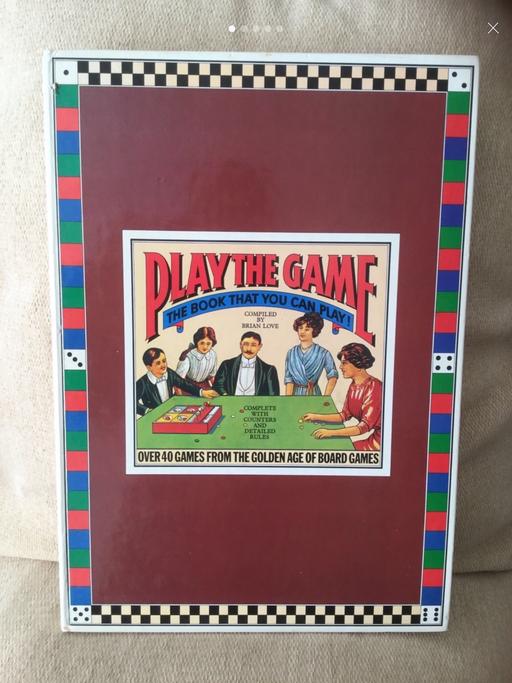 PLAY THE GAME
THE BOOK THAT YOU CAN PLAY!
COMPILED
BY
BRIAN LOVE
COMPLETE
WITH
COUNTERS
AND
DETAILED
RULES
OVER 40 GAMES FROM THE GOLDEN AGE OF BOARD GAMES